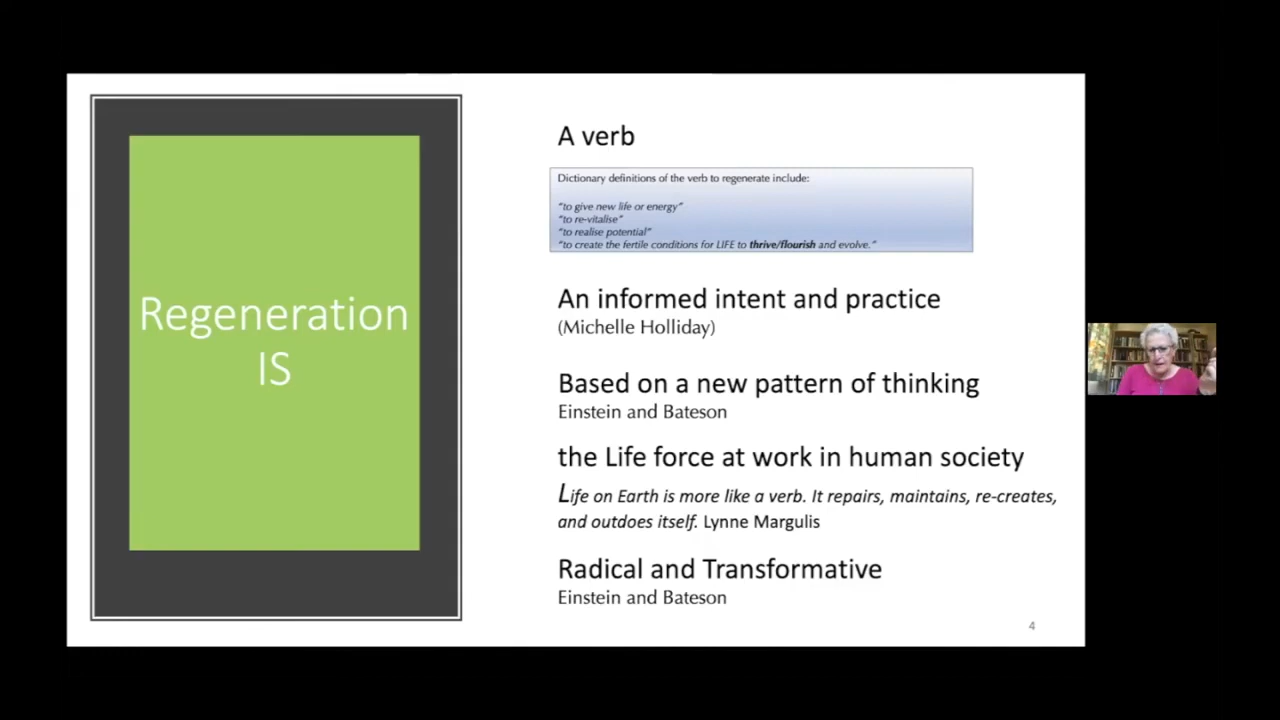 Regeneration
IS
A verb
Dictionary definitions of the verb to regenerate include:
“to give new life or energy”
“to re-vitalise”
“to realise potential”
“to create the fertile conditions for LIFE to thrive/flourish and evolve.”
An informed intent and practice
(Michelle Holliday)
Based on a new pattern of thinking
Einstein and Bateson
the Life force at work in human society
Life on Earth is more like a verb. It repairs, maintains, re-creates,
and outdoes itself. Lynne Margulis
Radical and Transformative
Einstein and Bateson
4